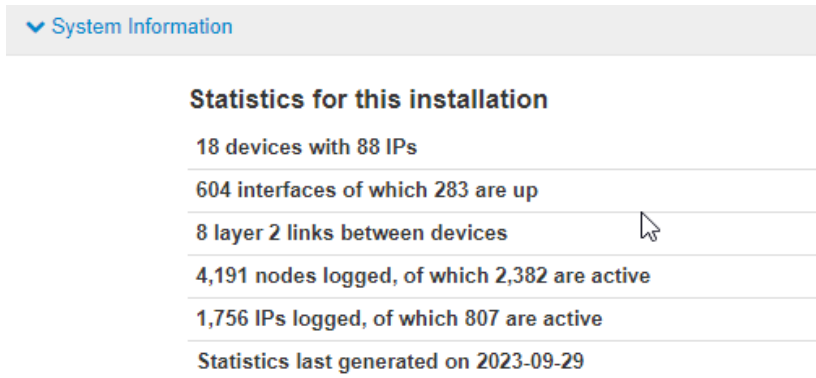 System Information
Statistics for this installation
18 devices with 88 IPs
604 interfaces of which 283 are up
8 layer 2 links between devices
4,191 nodes logged, of which 2,382 are active
1,756 IPs logged, of which 807 are active
Statistics last generated on 2023-09-29